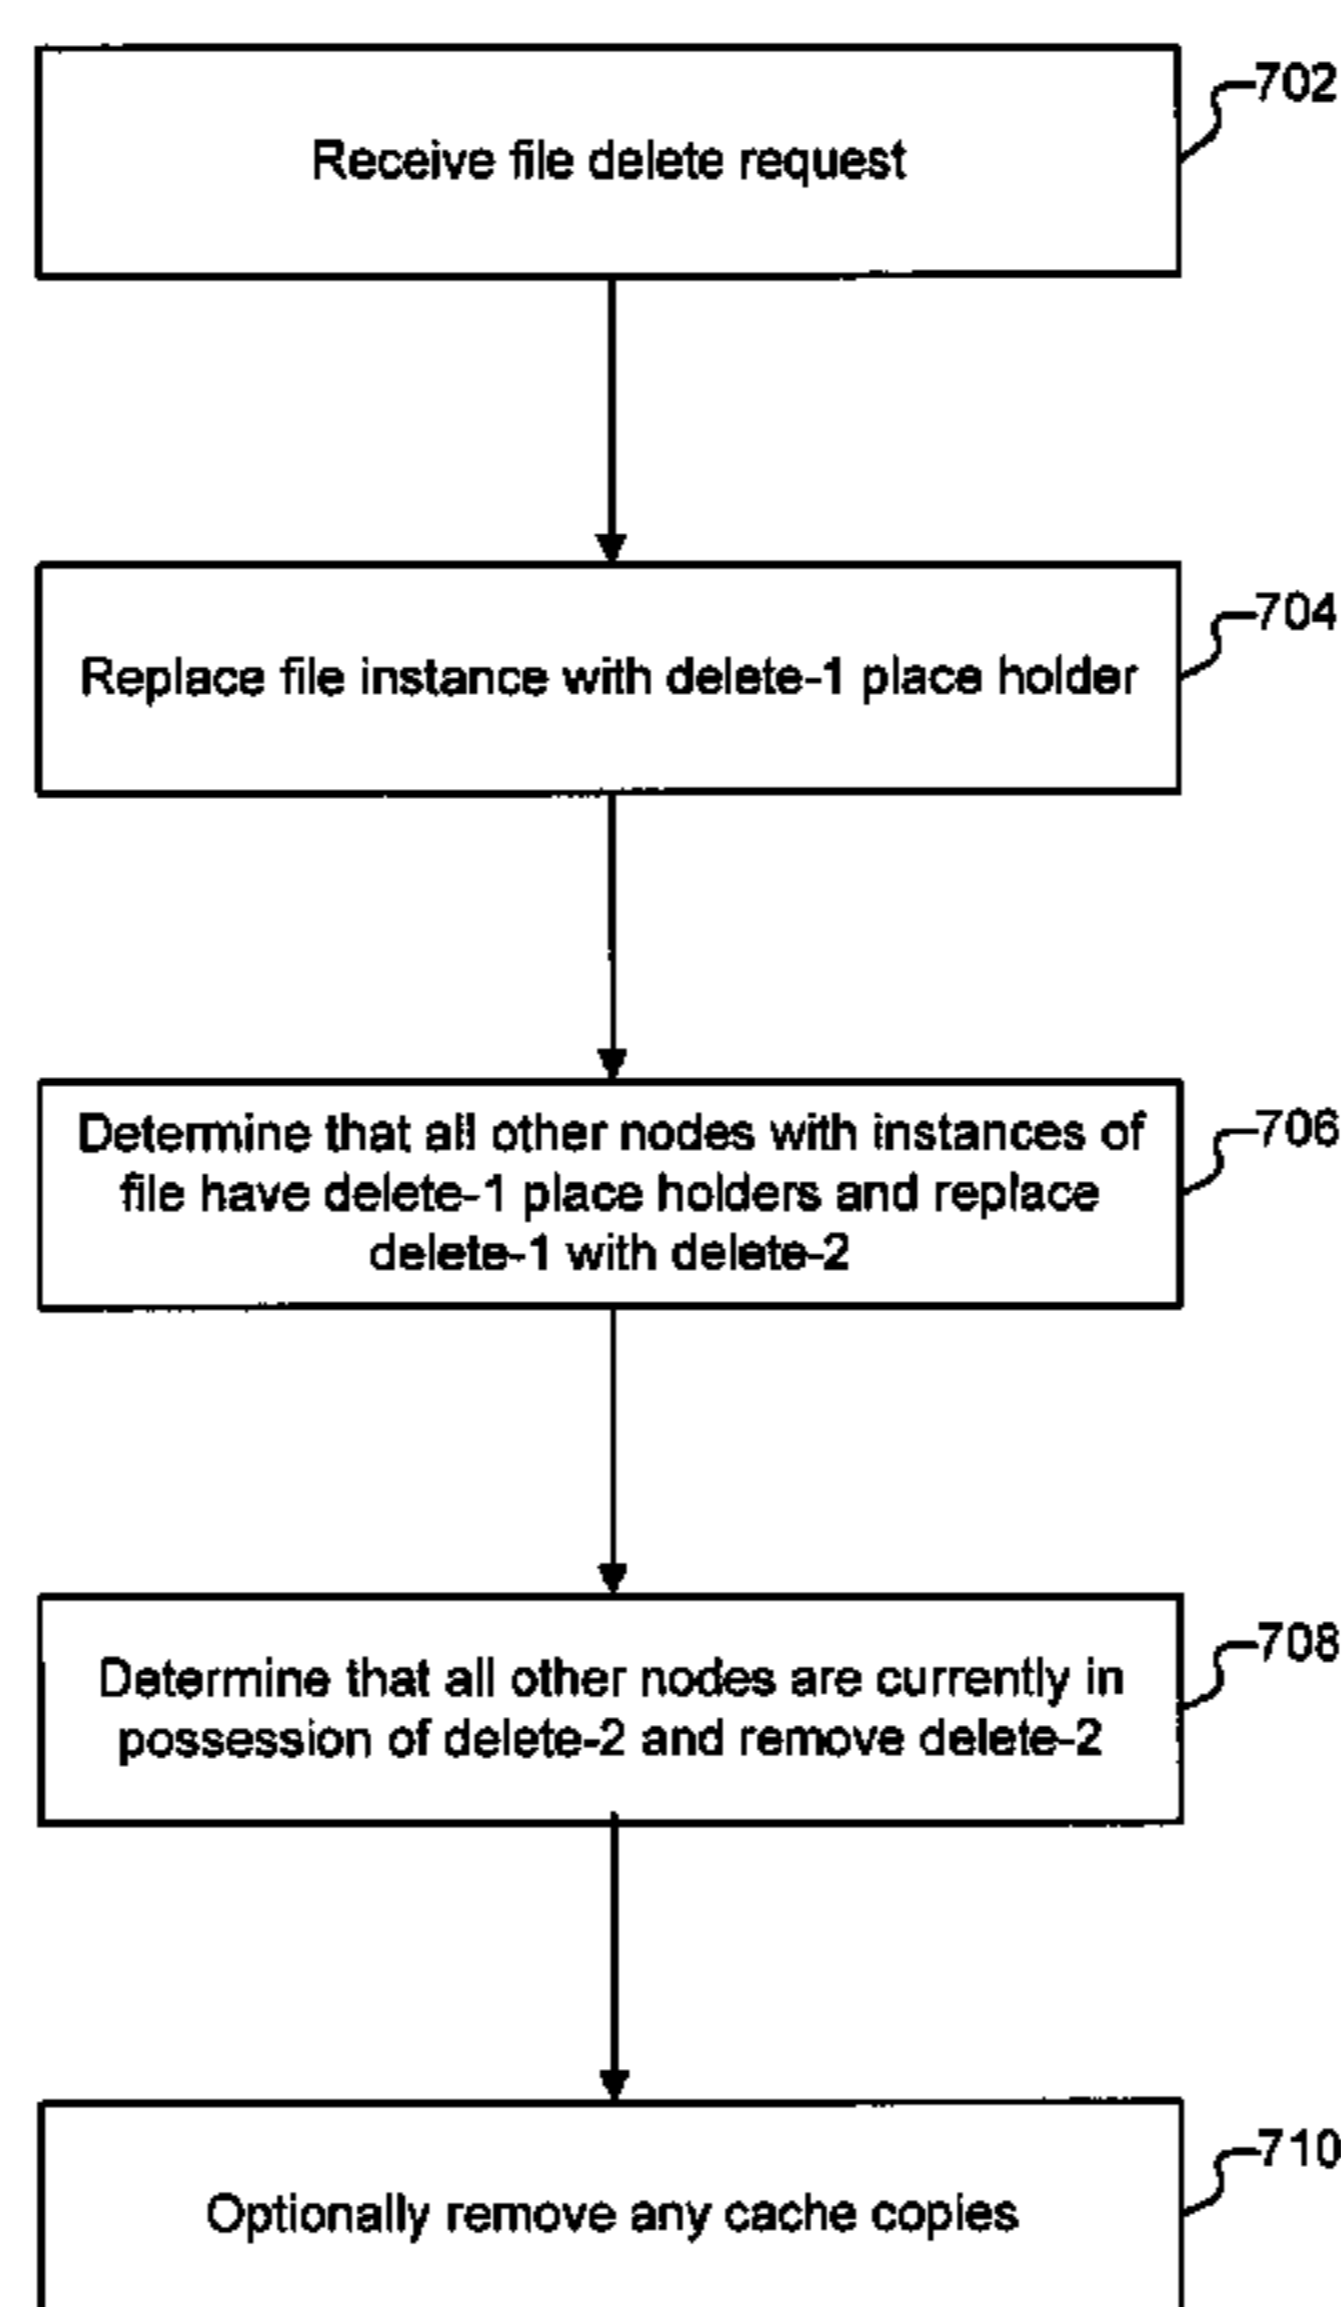 702
Receive file delete request
704
Replace file instance with delete-1 place holder
706
Determine that all other nodes with instances of
file have delete-1 place holders and replace
delete-1 with delete-2
708
Determine that all other nodes are currently in
possession of delete-2 and remove delete-2
710
Optionally remove any cache copies